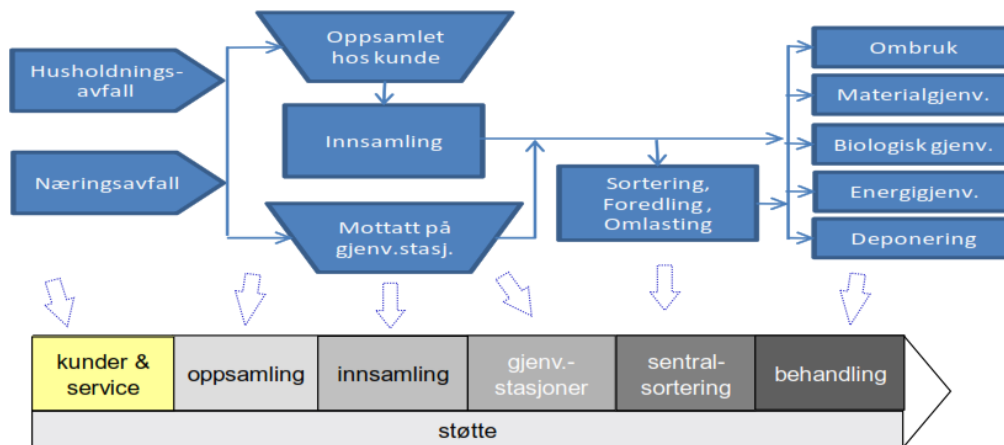 Husholdnings-
avfall
Næringsavfall
Oppsamlet
hos kunde
Innsamling
Mottatt på
gjenv.stasj.
Sortering,
Foredling,
Omlasting
Ombruk
Materialgjenv.
Biologisk gjenv.
Energigjenv.
Deponering
kunder &
service
oppsamling
innsamling
gjenv.-
stasjoner
sentral-
sortering
behandling
støtte